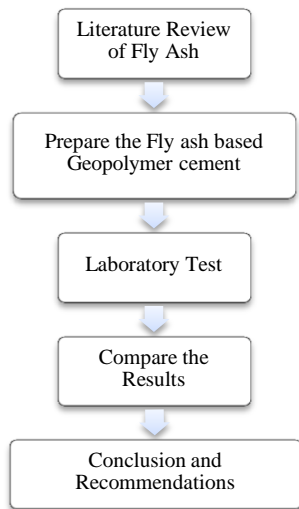 Literature Review
of Fly Ash
Prepare the Fly ash based
Geopolymer cement
Laboratory Test
Compare the
Results
Conclusion and
Recommendations